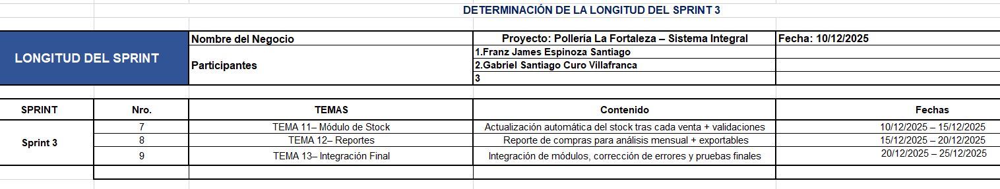 DETERMINACIÓN DE LA LONGITUD DEL SPRINT 3
LONGITUD DEL SPRINT
Nombre del Negocio
Proyecto: Pollería La Fortaleza – Sistema Integral
Fecha: 10/12/2025
Participantes
1.Franz James Espinoza Santiago
2.Gabriel Santiago Curo Villafranca
3
SPRINT
Nro.
TEMAS
Contenido
Fechas
Sprint 3
7
TEMA 11– Módulo de Stock
Actualización automática del stock tras cada venta + validaciones
10/12/2025 – 15/12/2025
8
TEMA 12– Reportes
Reporte de compras para análisis mensual + exportables
15/12/2025 – 20/12/2025
9
TEMA 13– Integración Final
Integración de módulos, corrección de errores y pruebas finales
20/12/2025 – 25/12/2025